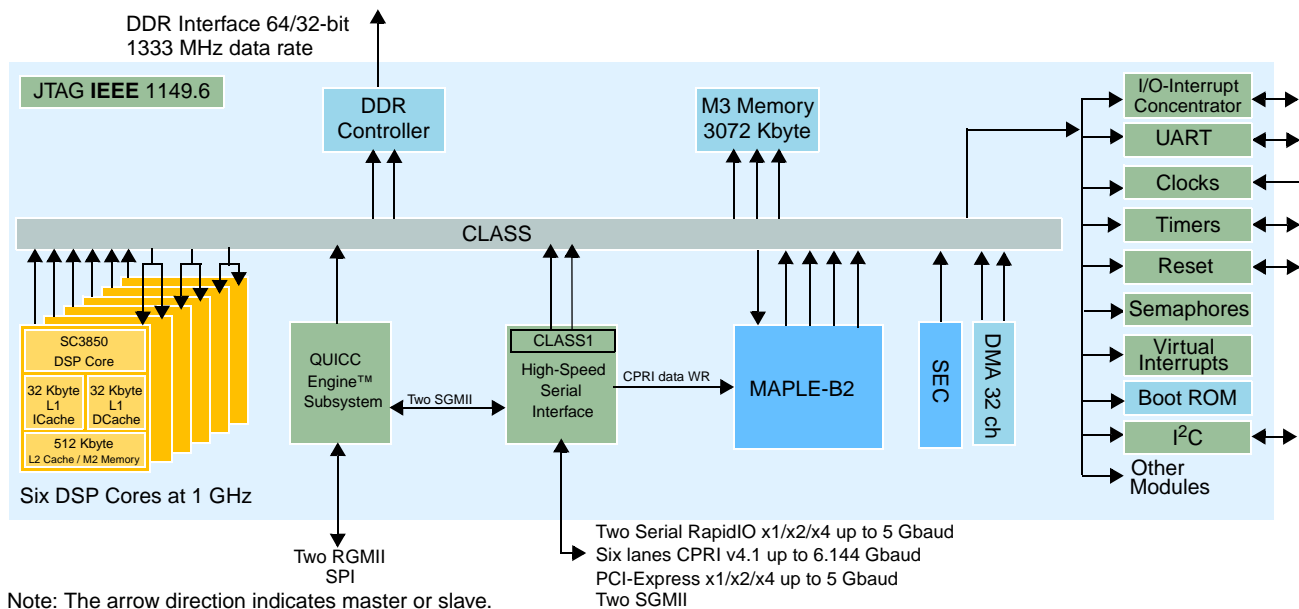 DDR Interface 64/32-bit
1333 MHz data rate
JTAG IEEE 1149.6
DDR
Controller
M3 Memory
3072 Kbyte
I/O-Interrupt
Concentrator
UART
Clocks
Timers
Reset
Semaphores
Virtual
Interrupts
Boot ROM
I²C
Other
Modules
CLASS
SC3850
DSP Core
32 Kbyte
L1
ICache
32 Kbyte
L1
DCache
512 Kbyte
L2 Cache / M2 Memory
Six DSP Cores at 1 GHz
QUICC
Engine™
Subsystem
Two SGMII
CLASS1
High-Speed
Serial
Interface
CPRI data WR
MAPLE-B2
SEC
DMA 32 ch
Two RGMII
SPI
Two Serial RapidIO x1/x2/x4 up to 5 Gbaud
Six lanes CPRI v4.1 up to 6.144 Gbaud
PCI-Express x1/x2/x4 up to 5 Gbaud
Two SGMII
Note: The arrow direction indicates master or slave.